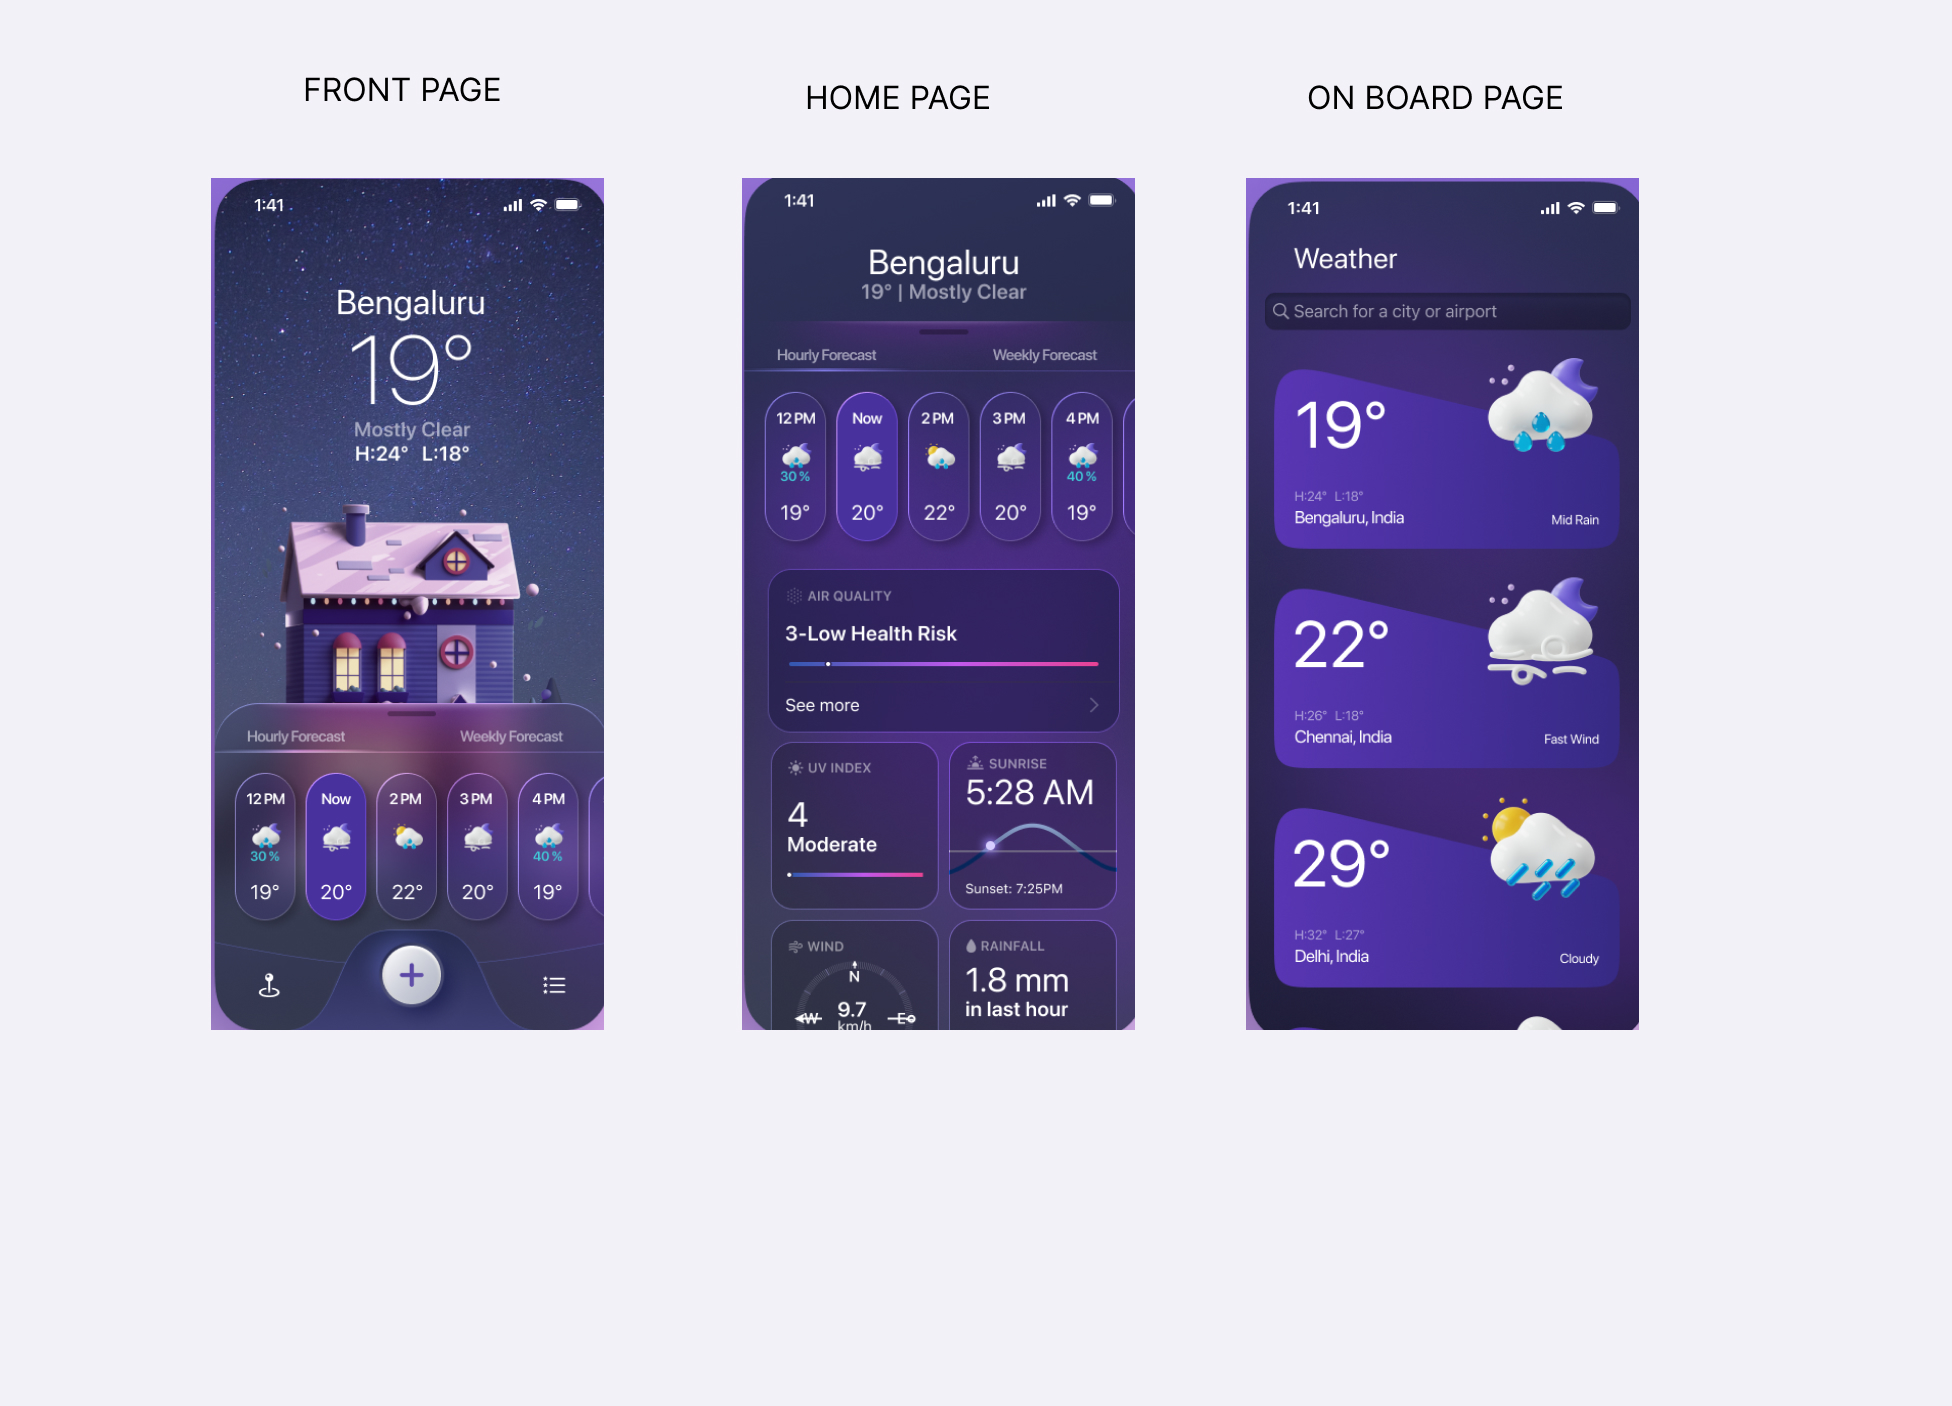 FRONT PAGE
HOME PAGE
ON BOARD PAGE
1:41
Bengaluru
19°
Mostly Clear
H:24° L:18°
Hourly Forecast Weekly Forecast
12 PM Now 2 PM 3 PM 4 PM
30 % 40 %
19° 20° 22° 20° 19°
1:41
Bengaluru
19° | Mostly Clear
Hourly Forecast Weekly Forecast
12 PM Now 2 PM 3 PM 4 PM
30 % 40 %
19° 20° 22° 20° 19°
AIR QUALITY
3-Low Health Risk
See more
UV INDEX
4
Moderate
SUNRISE
5:28 AM
Sunset: 7:25PM
WIND
N
W 9.7 E
km/h
RAINFALL
1.8 mm
in last hour
1:41
Weather
Search for a city or airport
19°
H:24° L:18°
Bengaluru, India Mid Rain
22°
H:26° L:18°
Chennai, India Fast Wind
29°
H:32° L:27°
Delhi, India Cloudy